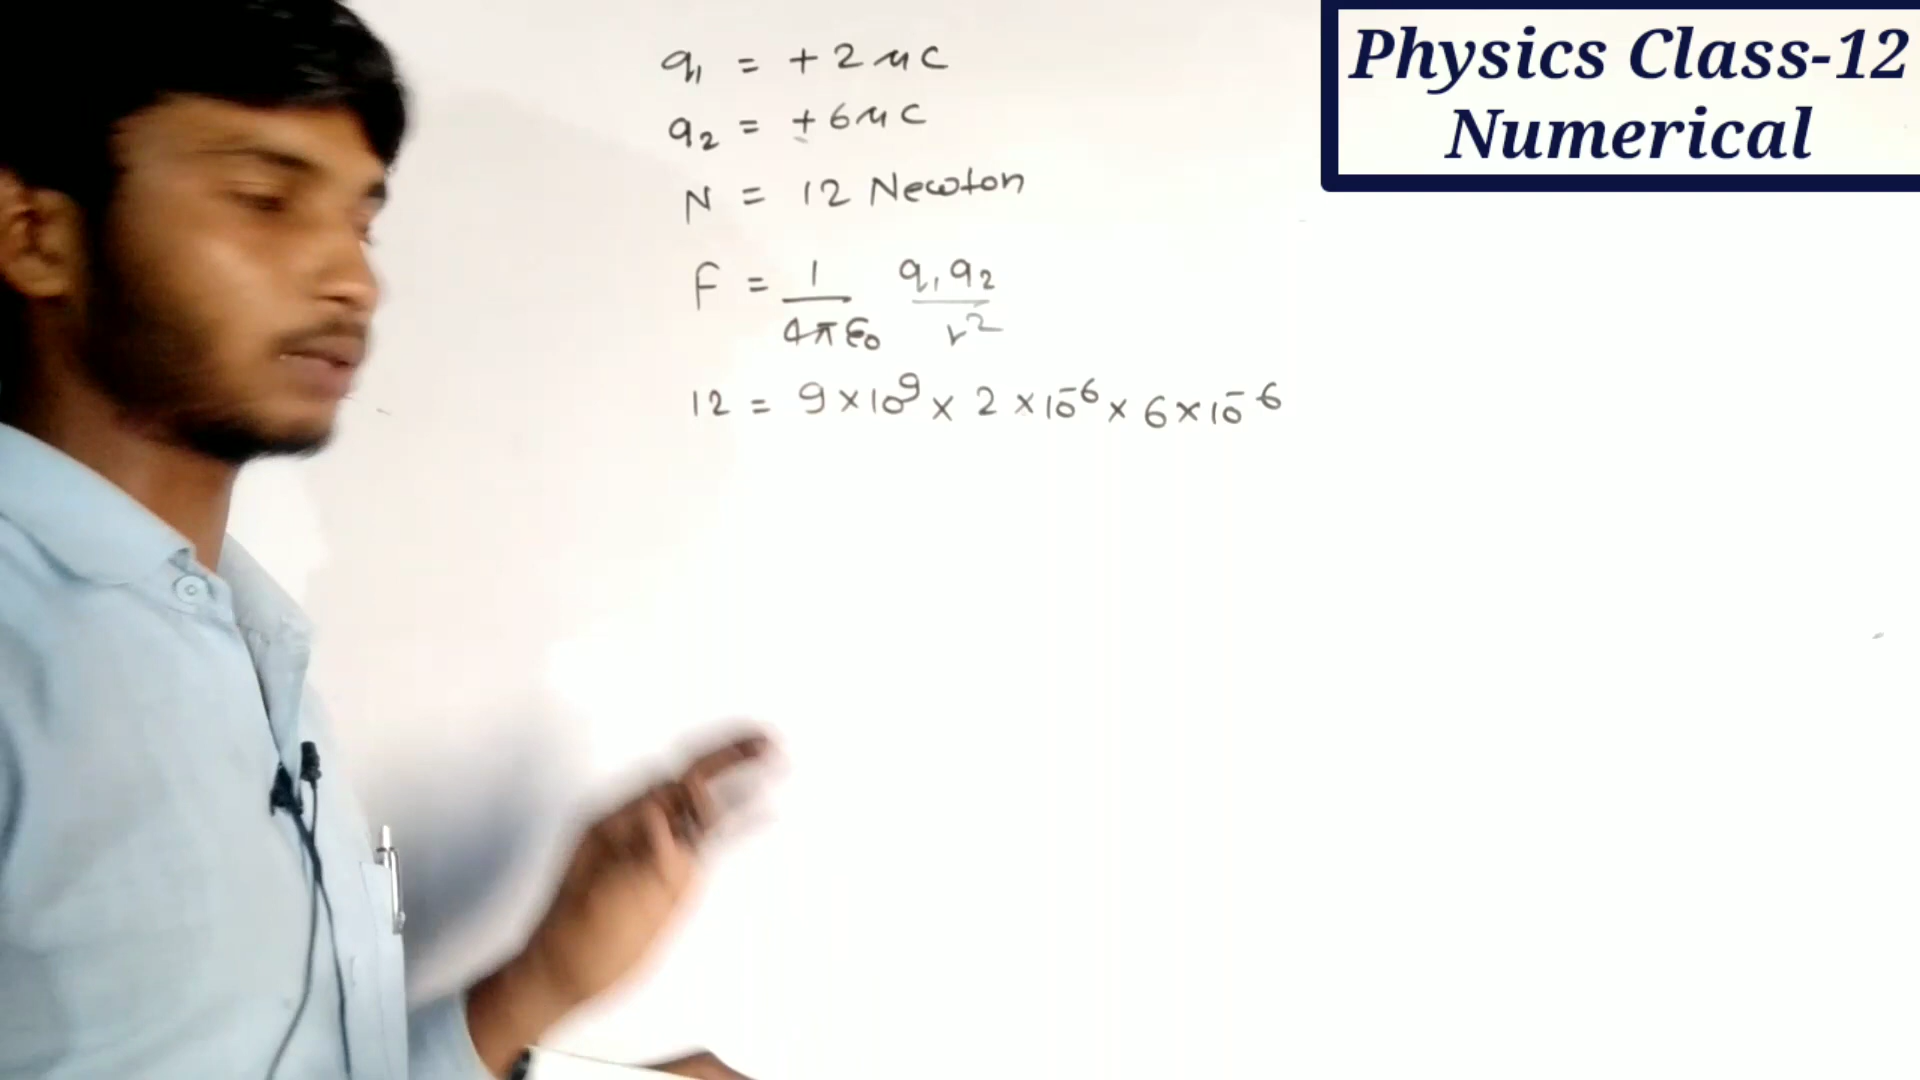 q₁ = +2 μC
q₂ = +6 μC
N = 12 Newton
F = 1/4πε₀ q₁q₂/r²
12 = 9×10⁹ × 2 × 10⁻⁶ × 6 × 10⁻⁶
Physics Class-12
Numerical